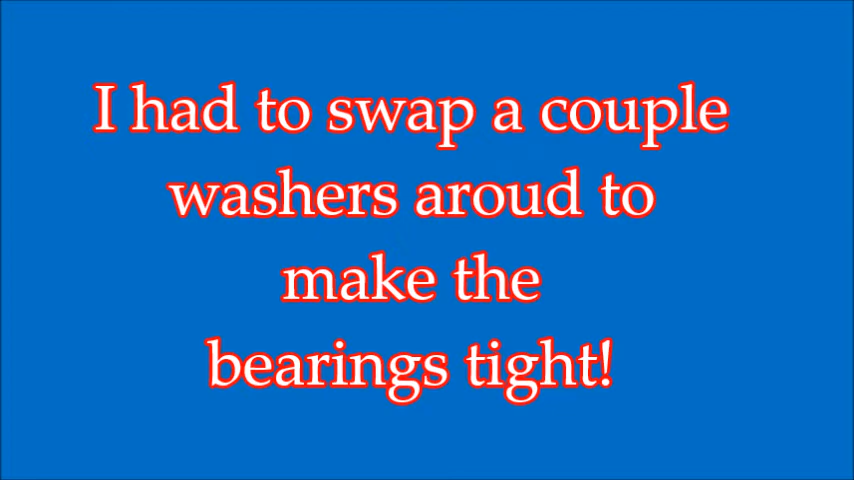 I had to swap a couple
washers aroud to
make the
bearings tight!